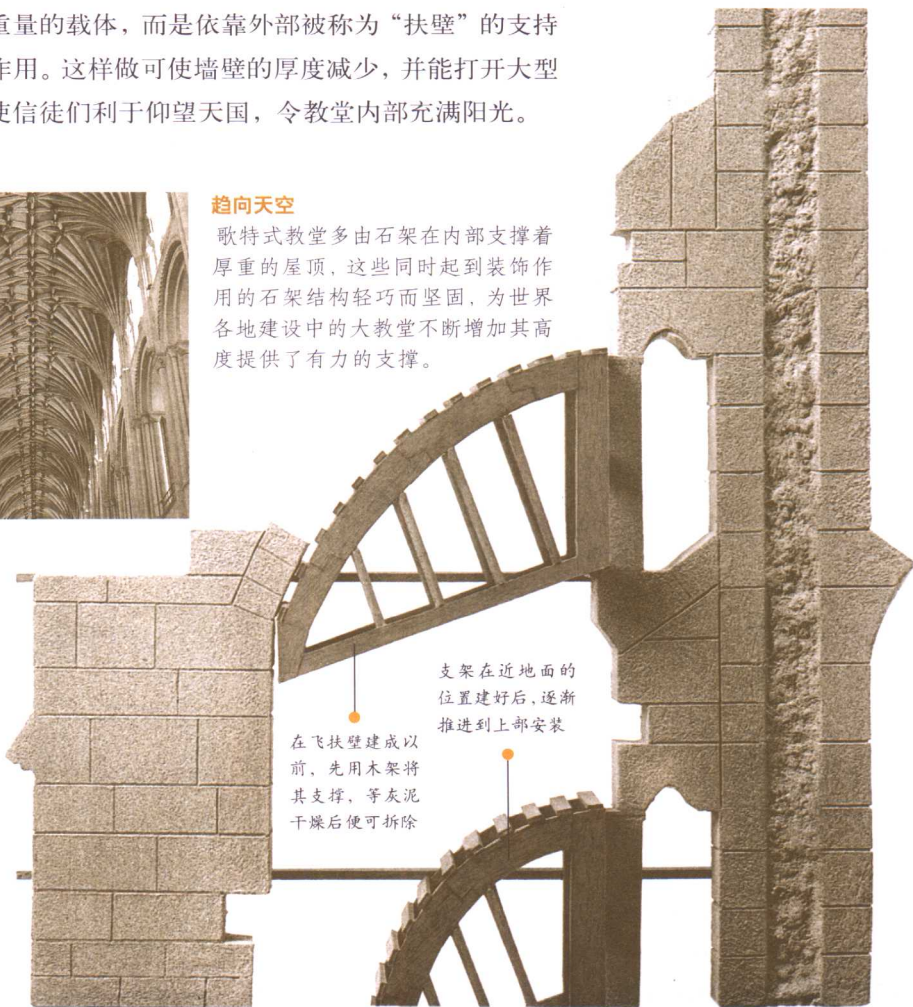 重量的载体，而是依靠外部被称为“扶壁”的支持
作用。这样做可使墙壁的厚度减少，并能打开大型
使信徒们利于仰望天国，令教堂内部充满阳光。
趋向天空
歌特式教堂多由石架在内部支撑着
厚重的屋顶，这些同时起到装饰作
用的石架结构轻巧而坚固，为世界
各地建设中的大教堂不断增加其高
度提供了有力的支撑。
支架在近地面的
位置建好后，逐渐
推进到上部安装
在飞扶壁建成以
前，先用木架将
其支撑，等灰泥
干燥后便可拆除